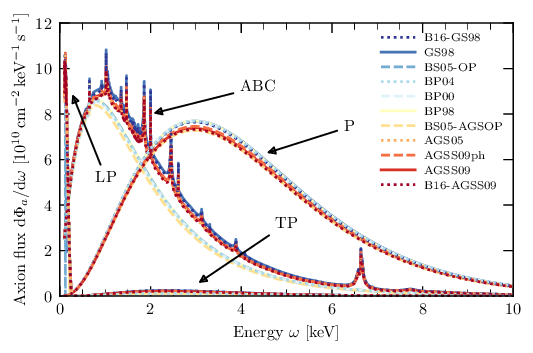 12
10
8
6
4
2
0
Axion flux dΦₐ/dω [10¹⁰ cm⁻² keV⁻¹ s⁻¹]
B16-GS98
GS98
BS05-OP
BP04
BP00
BP98
BS05-AGSOP
AGS05
AGSS09ph
AGSS09
B16-AGSS09
ABC
P
LP
TP
0 2 4 6 8 10
Energy ω [keV]